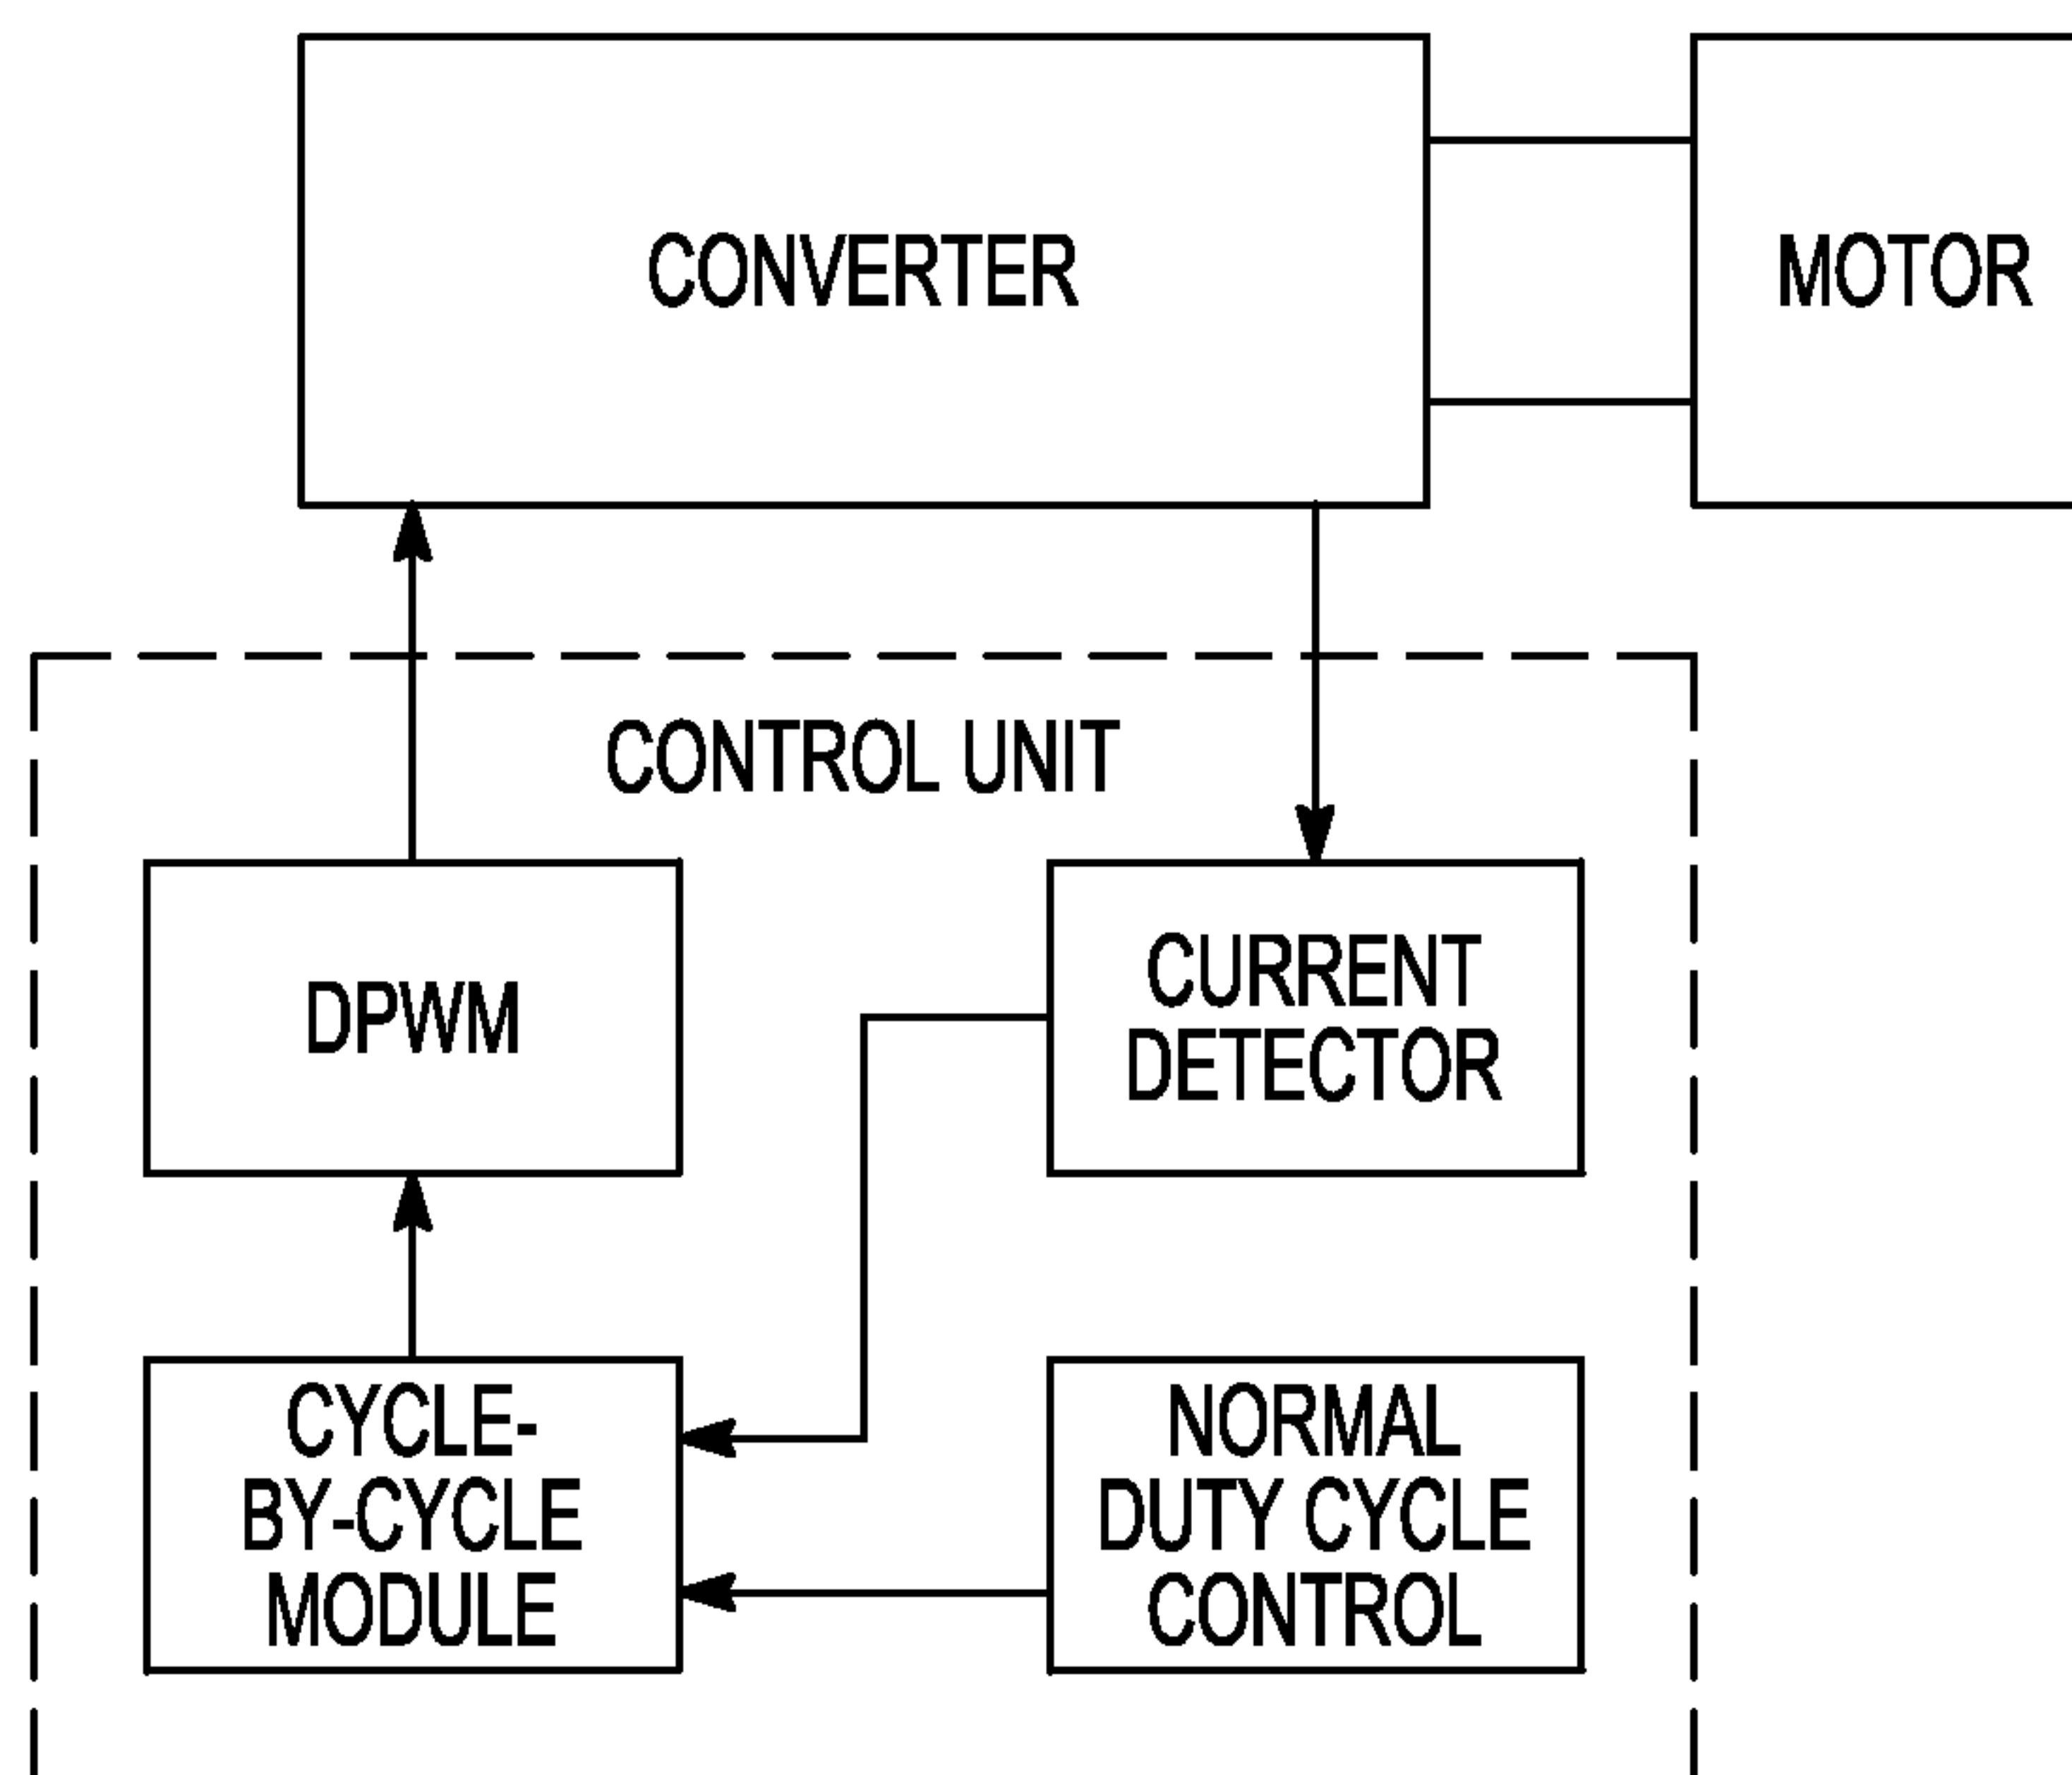 CONVERTER
MOTOR
CONTROL UNIT
DPWM
CURRENT
DETECTOR
CYCLE-
BY-CYCLE
MODULE
NORMAL
DUTY CYCLE
CONTROL